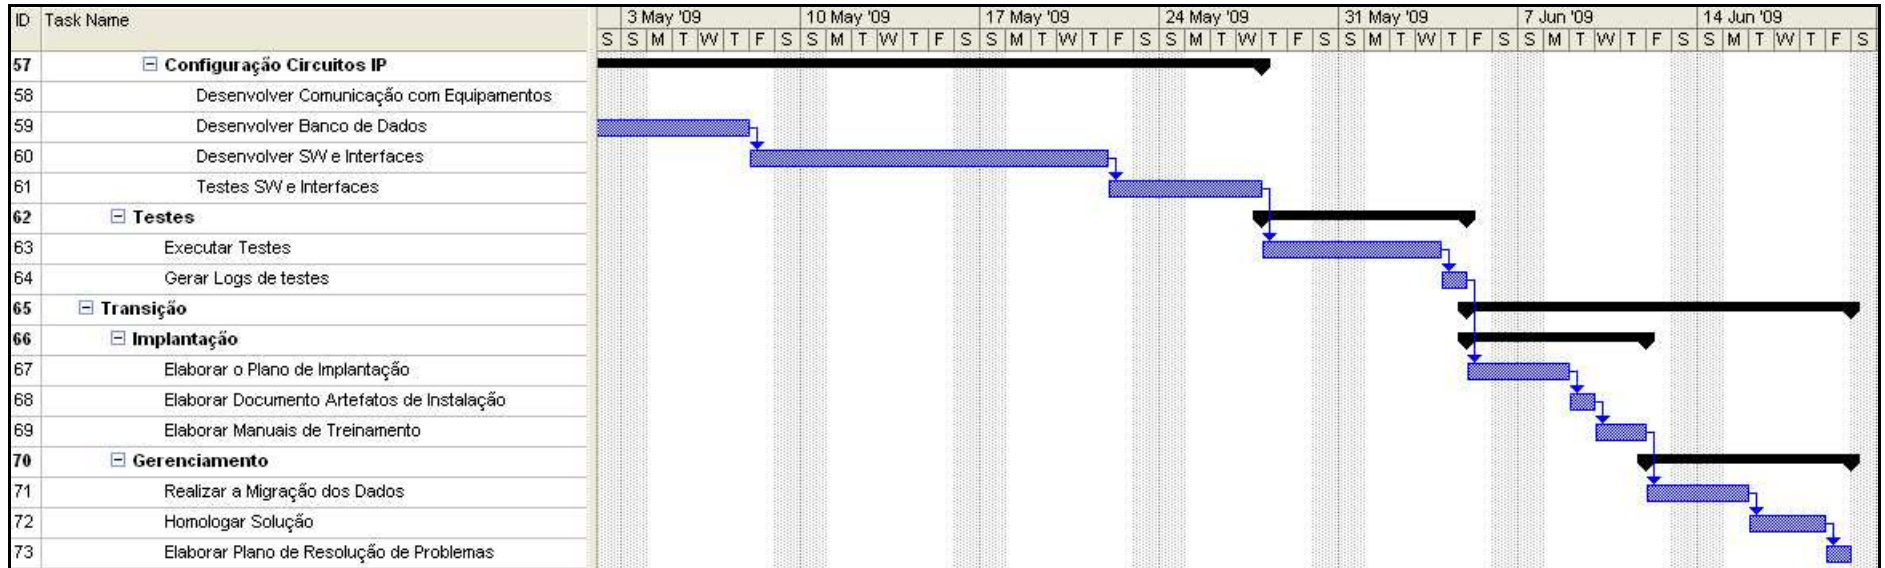 ID Task Name 3 May '09 10 May '09 17 May '09 24 May '09 31 May '09 7 Jun '09 14 Jun '09
S S M T W T F S S M T W T F S S M T W T F S S M T W T F S S M T W T F S S M T W T F S S M T W T F S
57 Configuração Circuitos IP
58 Desenvolver Comunicação com Equipamentos
59 Desenvolver Banco de Dados
60 Desenvolver SW e Interfaces
61 Testes SW e Interfaces
62 Testes
63 Executar Testes
64 Gerar Logs de testes
65 Transição
66 Implantação
67 Elaborar o Plano de Implantação
68 Elaborar Documento Artefatos de Instalação
69 Elaborar Manuais de Treinamento
70 Gerenciamento
71 Realizar a Migração dos Dados
72 Homologar Solução
73 Elaborar Plano de Resolução de Problemas